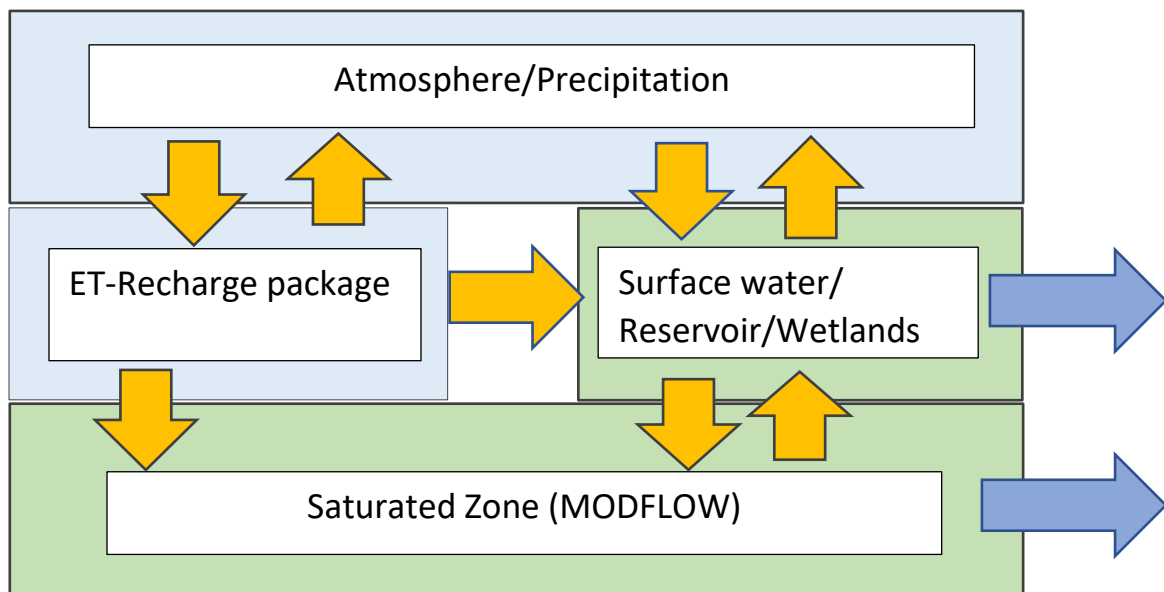 Atmosphere/Precipitation
ET-Recharge package
Surface water/
Reservoir/Wetlands
Saturated Zone (MODFLOW)